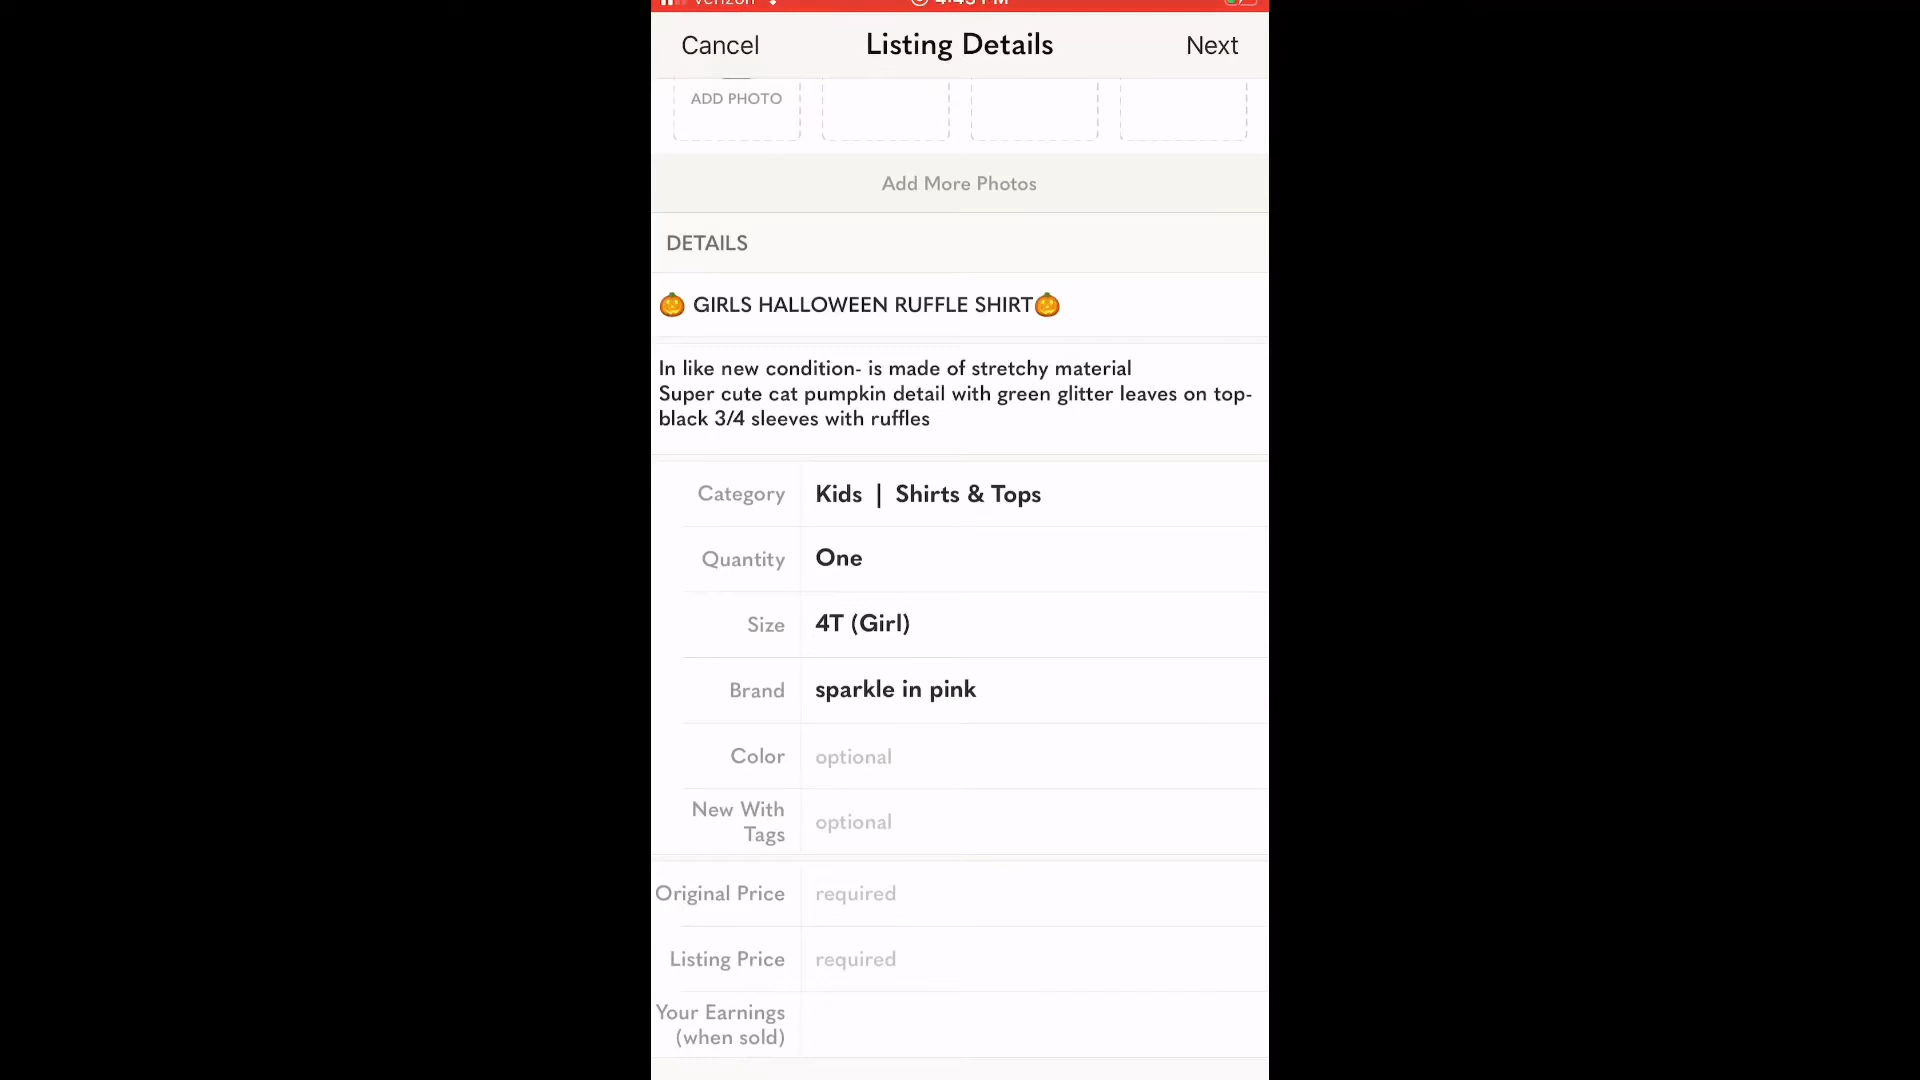 verizon 4:43 PM
Cancel Listing Details Next
ADD PHOTO
Add More Photos
DETAILS
🎃 GIRLS HALLOWEEN RUFFLE SHIRT🎃
In like new condition- is made of stretchy material
Super cute cat pumpkin detail with green glitter leaves on top-
black 3/4 sleeves with ruffles
Category Kids | Shirts & Tops
Quantity One
Size 4T (Girl)
Brand sparkle in pink
Color optional
New With
Tags optional
Original Price required
Listing Price required
Your Earnings
(when sold)